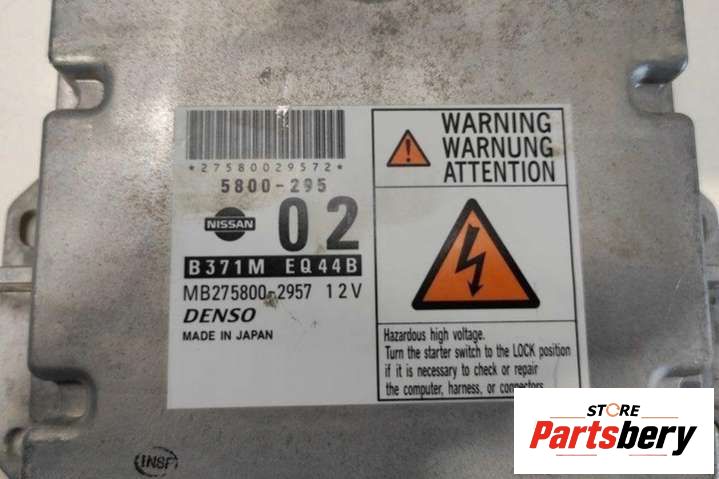 *27580029572*
5800-295
NISSAN
02
B371M EQ44B
MB275800-2957 12V
DENSO
MADE IN JAPAN
WARNING
WARNUNG
ATTENTION
Hazardous high voltage.
Turn the starter switch to the LOCK position
if it is necessary to check or repair
the computer, harness, or connectors.
INSP
STORE
Partsbery